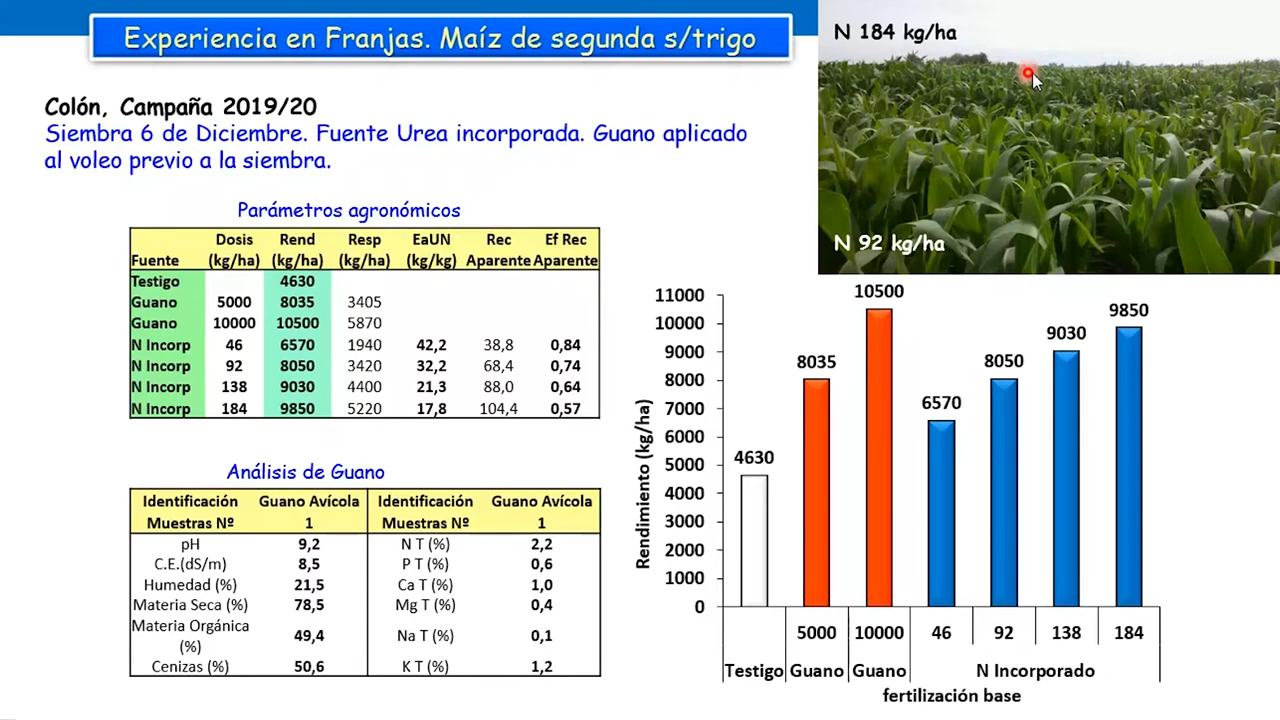 Experiencia en Franjas. Maíz de segunda s/trigo
N 184 kg/ha
N 92 kg/ha
Colón, Campaña 2019/20
Siembra 6 de Diciembre. Fuente Urea incorporada. Guano aplicado
al voleo previo a la siembra.
Parámetros agronómicos
Dosis Rend Resp EaUN Rec Ef Rec
Fuente (kg/ha) (kg/ha) (kg/ha) (kg/kg) Aparente Aparente
Testigo 4630
Guano 5000 8035 3405
Guano 10000 10500 5870
N Incorp 46 6570 1940 42,2 38,8 0,84
N Incorp 92 8050 3420 32,2 68,4 0,74
N Incorp 138 9030 4400 21,3 88,0 0,64
N Incorp 184 9850 5220 17,8 104,4 0,57
Análisis de Guano
Identificación Guano Avícola Identificación Guano Avícola
Muestras Nº 1 Muestras Nº 1
pH 9,2 N T (%) 2,2
C.E.(dS/m) 8,5 P T (%) 0,6
Humedad (%) 21,5 Ca T (%) 1,0
Materia Seca (%) 78,5 Mg T (%) 0,4
Materia Orgánica
(%) 49,4 Na T (%) 0,1
Cenizas (%) 50,6 K T (%) 1,2
Rendimiento (kg/ha)
11000
10000
9000
8000
7000
6000
5000
4000
3000
2000
1000
0
4630
8035
10500
6570
8050
9030
9850
5000 10000 46 92 138 184
Testigo Guano Guano N Incorporado
fertilización base